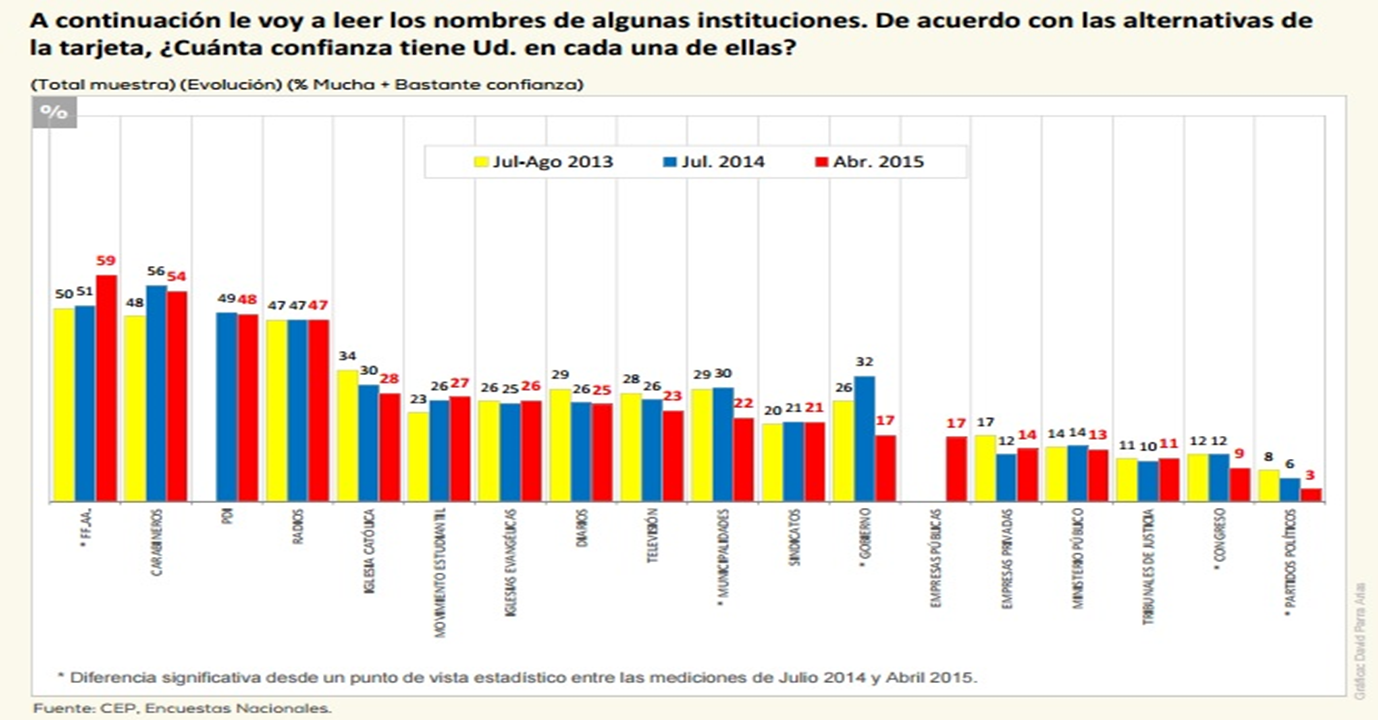 A continuación le voy a leer los nombres de algunas instituciones. De acuerdo con las alternativas de
la tarjeta, ¿Cuánta confianza tiene Ud. en cada una de ellas?
(Total muestra) (Evolución) (% Mucha + Bastante confianza)
%
Jul-Ago 2013 Jul. 2014 Abr. 2015
50 51 59
48 56 54
49 48
47 47 47
34 30 28
23 26 27
26 25 26
29 26 25
28 26 23
29 30 22
20 21 21
26 32 17
17
17 12 14
14 14 13
11 10 11
12 12 9
8 6 3
* FF.AA.
CARABINEROS
PDI
RADIOS
IGLESIA CATÓLICA
MOVIMIENTO ESTUDIANTIL
IGLESIAS EVANGÉLICAS
DIARIOS
TELEVISIÓN
* MUNICIPALIDADES
SINDICATOS
* GOBIERNO
EMPRESAS PÚBLICAS
EMPRESAS PRIVADAS
MINISTERIO PÚBLICO
TRIBUNALES DE JUSTICIA
* CONGRESO
* PARTIDOS POLÍTICOS
* Diferencia significativa desde un punto de vista estadístico entre las mediciones de Julio 2014 y Abril 2015.
Fuente: CEP, Encuestas Nacionales.
Gráficos: David Parra Arias